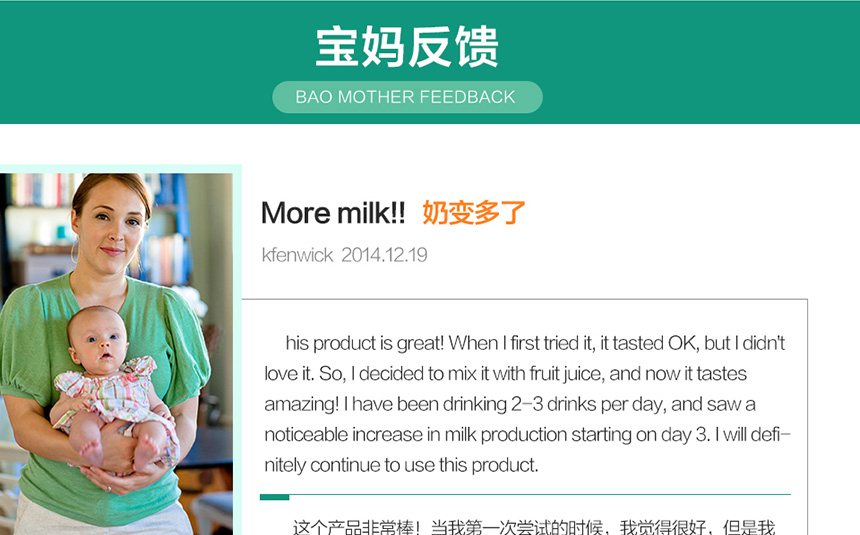 宝妈反馈
BAO MOTHER FEEDBACK
More milk!! 奶变多了
kfenwick 2014.12.19
his product is great! When I first tried it, it tasted OK, but I didn't
love it. So, I decided to mix it with fruit juice, and now it tastes
amazing! I have been drinking 2-3 drinks per day, and saw a
noticeable increase in milk production starting on day 3. I will defi-
nitely continue to use this product.
这个产品非常棒！当我第一次尝试的时候，我觉得很好，但是我